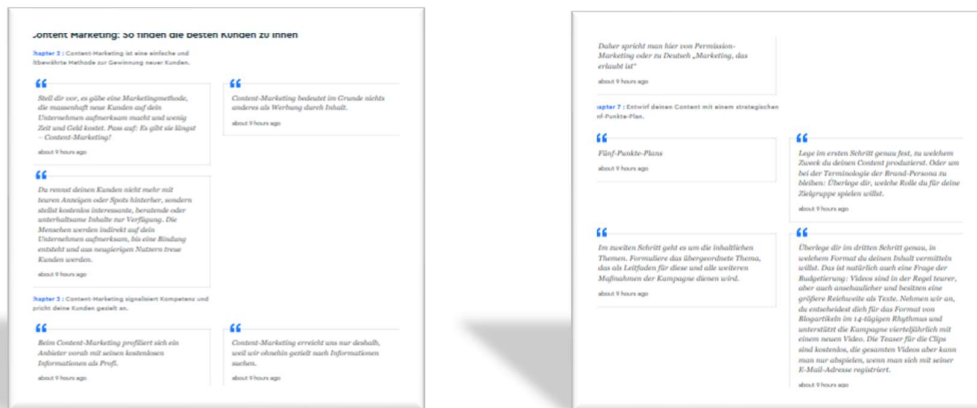 Content Marketing: So finden die besten Kunden zu Ihnen
hapter 2 : Content-Marketing ist eine einfache und
ltbewährte Methode zur Gewinnung neuer Kunden.
“
“
Stell dir vor, es gäbe eine Marketingmethode,
die massenhaft neue Kunden auf dein
Unternehmen aufmerksam macht und wenig
Zeit und Geld kostet. Pass auf: Es gibt sie längst
– Content-Marketing!
about 9 hours ago
Content-Marketing bedeutet im Grunde nichts
anderes als Werbung durch Inhalt.
about 9 hours ago
“
Du rennst deinen Kunden nicht mehr mit
teuren Anzeigen oder Spots hinterher, sondern
stellst kostenlos interessante, beratende oder
unterhaltsame Inhalte zur Verfügung. Die
Menschen werden indirekt auf dein
Unternehmen aufmerksam, bis eine Bindung
entsteht und aus neugierigen Nutzern treue
Kunden werden.
about 9 hours ago
hapter 3 : Content-Marketing signalisiert Kompetenz und
pricht deine Kunden gezielt an.
“
“
Beim Content-Marketing profiliert sich ein
Anbieter vorab mit seinen kostenlosen
Informationen als Profi.
about 9 hours ago
Content-Marketing erreicht uns nur deshalb,
weil wir ohnehin gezielt nach Informationen
suchen.
about 9 hours ago
Daher spricht man hier von Permission-
Marketing oder zu Deutsch „Marketing, das
erlaubt ist“
about 9 hours ago
apter 7 : Entwirf deinen Content mit einem strategischen
nf-Punkte-Plan.
“
“
Fünf-Punkte-Plans
about 9 hours ago
Lege im ersten Schritt genau fest, zu welchem
Zweck du deinen Content produzierst. Oder um
bei der Terminologie der Brand-Persona zu
bleiben: Überlege dir, welche Rolle du für deine
Zielgruppe spielen willst.
about 9 hours ago
“
“
Im zweiten Schritt geht es um die inhaltlichen
Themen. Formuliere das übergeordnete Thema,
das als Leitfaden für diese und alle weiteren
Maßnahmen der Kampagne dienen wird.
about 9 hours ago
Überlege dir im dritten Schritt genau, in
welchem Format du deinen Inhalt vermitteln
willst. Das ist natürlich auch eine Frage der
Budgetierung: Videos sind in der Regel teurer,
aber auch anschaulicher und besitzen eine
größere Reichweite als Texte. Nehmen wir an,
du entscheidest dich für das Format von
Blogartikeln im 14-tägigen Rhythmus und
unterstützt die Kampagne vierteljährlich mit
einem neuen Video. Die Teaser für die Clips
sind kostenlos, die gesamten Videos aber kann
man nur abspielen, wenn man sich mit seiner
E-Mail-Adresse registriert.
about 9 hours ago